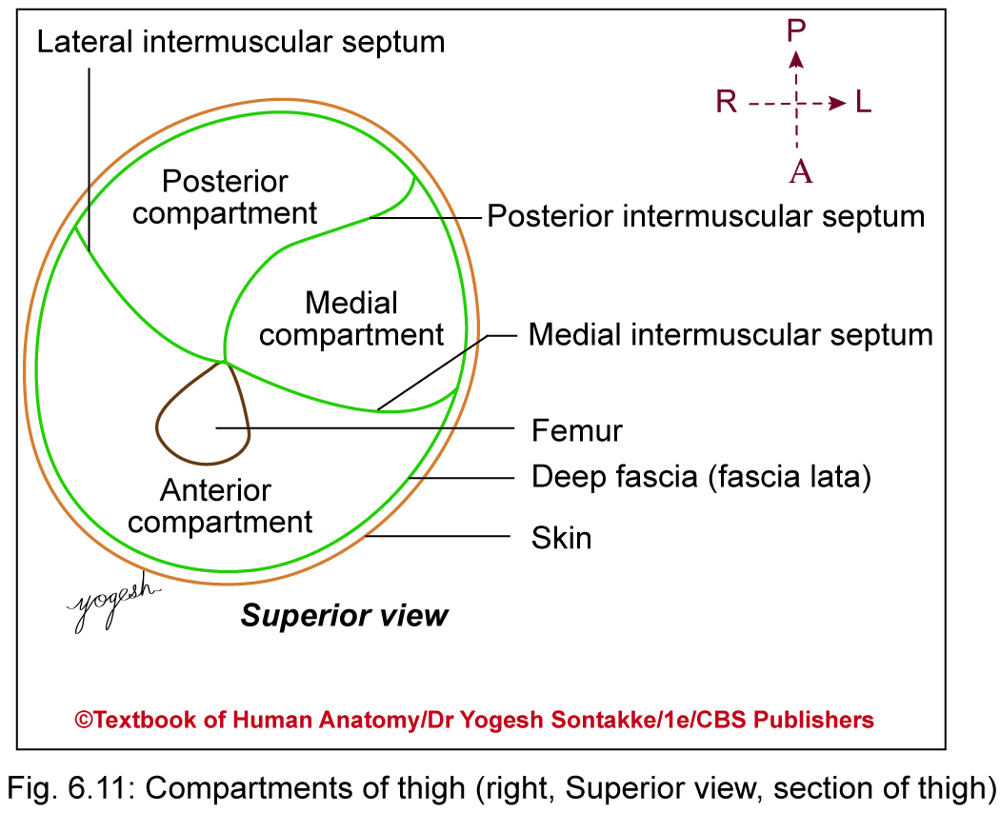 Lateral intermuscular septum
P
R
L
A
Posterior
compartment
Posterior intermuscular septum
Medial
compartment
Medial intermuscular septum
Femur
Deep fascia (fascia lata)
Anterior
compartment
Skin
yogesh
Superior view
©Textbook of Human Anatomy/Dr Yogesh Sontakke/1e/CBS Publishers
Fig. 6.11: Compartments of thigh (right, Superior view, section of thigh)